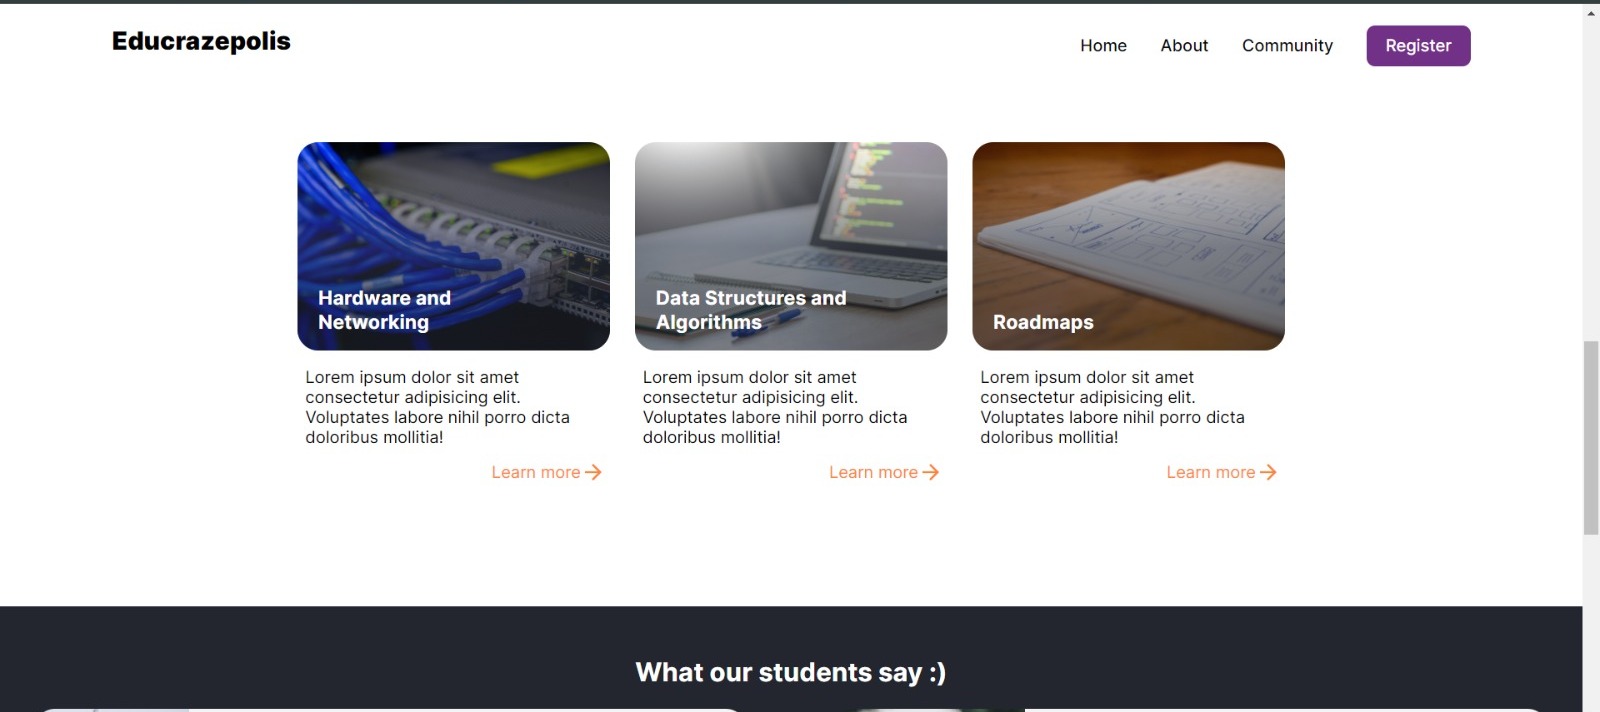 Educrazepolis
Home About Community Register
Hardware and
Networking
Data Structures and
Algorithms
Roadmaps
Lorem ipsum dolor sit amet
consectetur adipisicing elit.
Voluptates labore nihil porro dicta
doloribus mollitia!
Learn more
Lorem ipsum dolor sit amet
consectetur adipisicing elit.
Voluptates labore nihil porro dicta
doloribus mollitia!
Learn more
Lorem ipsum dolor sit amet
consectetur adipisicing elit.
Voluptates labore nihil porro dicta
doloribus mollitia!
Learn more
What our students say :)